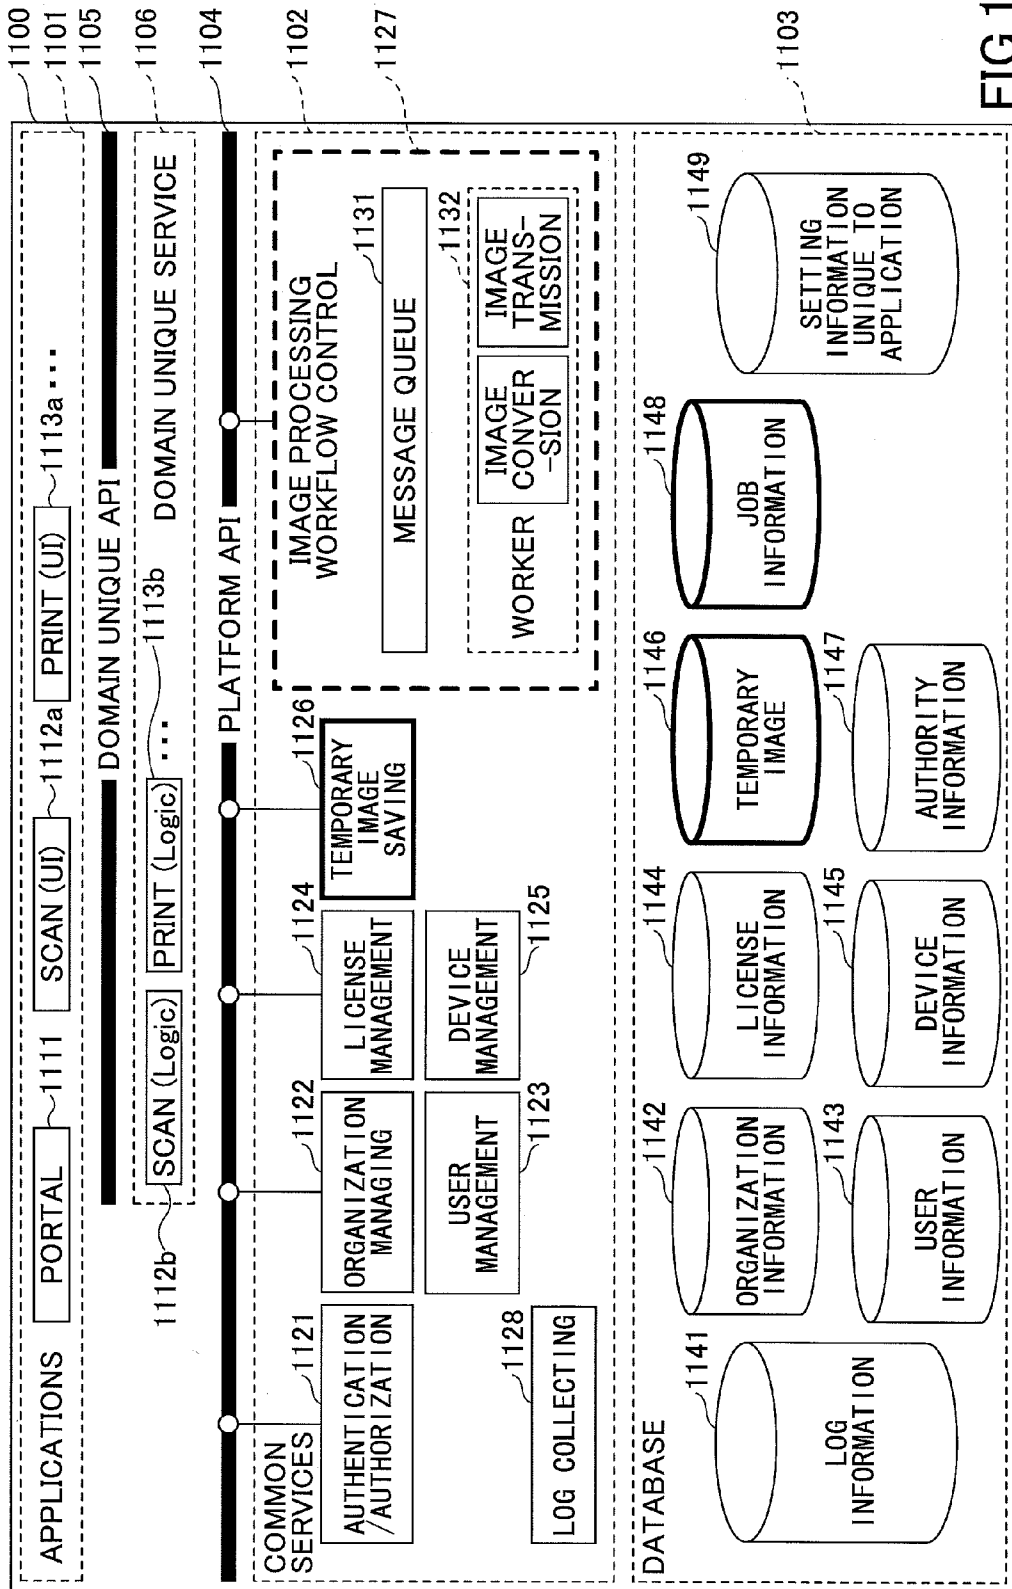 1100
1101
1105
1106
1104
1102
1127
1103
APPLICATIONS
PORTAL
1111
SCAN (UI)
1112a
PRINT (UI)
1113a
...
DOMAIN UNIQUE API
1112b
SCAN (Logic)
PRINT (Logic)
...
1113b
DOMAIN UNIQUE SERVICE
PLATFORM API
COMMON
SERVICES
1121
AUTHENTICATION
/AUTHORIZATION
1122
ORGANIZATION
MANAGING
1123
USER
MANAGEMENT
1124
LICENSE
MANAGEMENT
1125
DEVICE
MANAGEMENT
1126
TEMPORARY
IMAGE
SAVING
1128
LOG COLLECTING
IMAGE PROCESSING
WORKFLOW CONTROL
1131
MESSAGE QUEUE
1132
WORKER
IMAGE
CONVER
-SION
IMAGE
TRANS-
MISSION
DATABASE
1141
LOG
INFORMATION
1142
ORGANIZATION
INFORMATION
1143
USER
INFORMATION
1144
LICENSE
INFORMATION
1145
DEVICE
INFORMATION
1146
TEMPORARY
IMAGE
1147
AUTHORITY
INFORMATION
1148
JOB
INFORMATION
1149
SETTING
INFORMATION
UNIQUE TO
APPLICATION